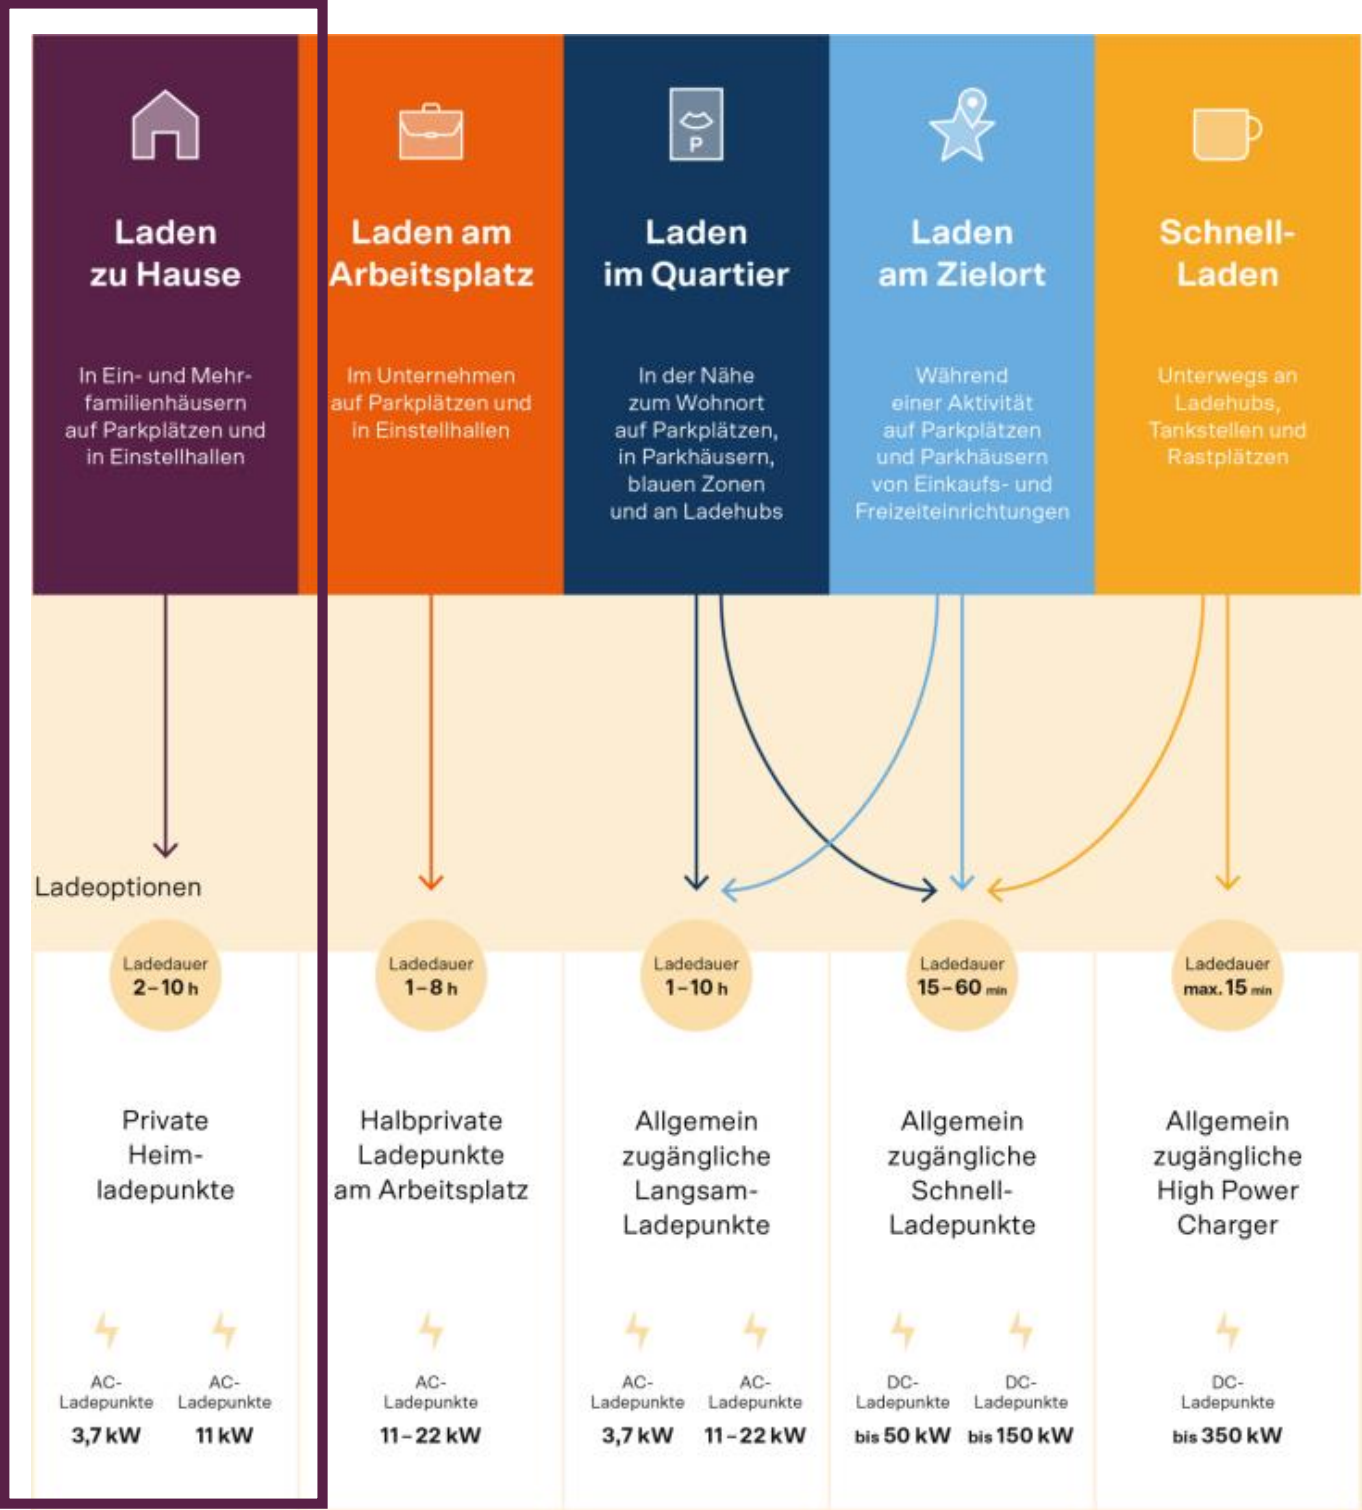 Laden
zu Hause
In Ein- und Mehr-
familienhäusern
auf Parkplätzen und
in Einstellhallen
Laden am
Arbeitsplatz
Im Unternehmen
auf Parkplätzen und
in Einstellhallen
P
Laden
im Quartier
In der Nähe
zum Wohnort
auf Parkplätzen,
in Parkhäusern,
blauen Zonen
und an Ladehubs
Laden
am Zielort
Während
einer Aktivität
auf Parkplätzen
und Parkhäusern
von Einkaufs- und
Freizeiteinrichtungen
Schnell-
Laden
Unterwegs an
Ladehubs,
Tankstellen und
Rastplätzen
Ladeoptionen
Ladedauer
2–10 h
Private
Heim-
ladepunkte
AC-
Ladepunkte
3,7 kW
AC-
Ladepunkte
11 kW
Ladedauer
1–8 h
Halbprivate
Ladepunkte
am Arbeitsplatz
AC-
Ladepunkte
11–22 kW
Ladedauer
1–10 h
Allgemein
zugängliche
Langsam-
Ladepunkte
AC-
Ladepunkte
3,7 kW
AC-
Ladepunkte
11–22 kW
Ladedauer
15–60 min
Allgemein
zugängliche
Schnell-
Ladepunkte
DC-
Ladepunkte
bis 50 kW
DC-
Ladepunkte
bis 150 kW
Ladedauer
max. 15 min
Allgemein
zugängliche
High Power
Charger
DC-
Ladepunkte
bis 350 kW